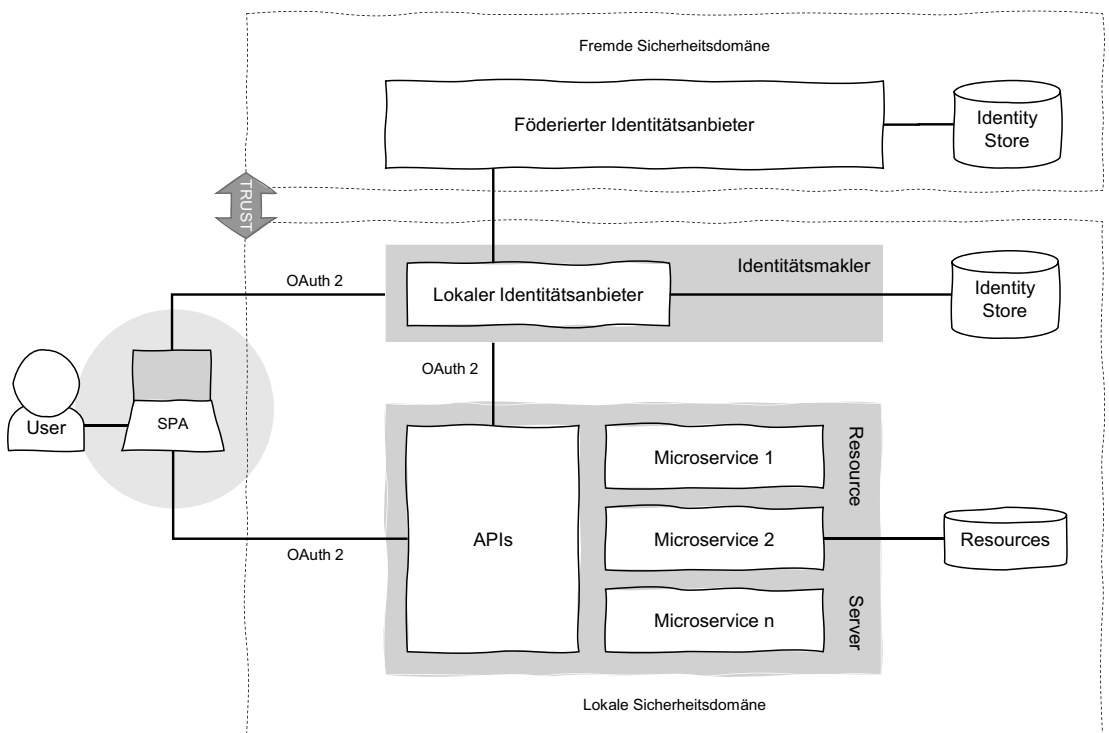 Fremde Sicherheitsdomäne
Föderierter Identitätsanbieter
Identity
Store
TRUST
Identitätsmakler
OAuth 2
Lokaler Identitätsanbieter
Identity
Store
OAuth 2
User
SPA
Resource
Server
Microservice 1
APIs
Microservice 2
Resources
OAuth 2
Microservice n
Lokale Sicherheitsdomäne